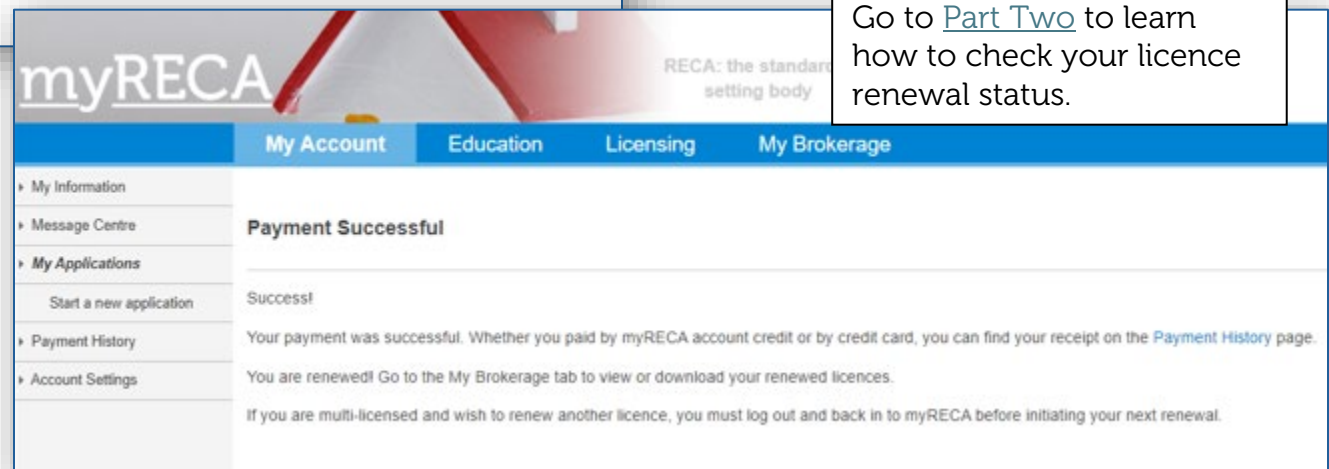 Go to Part Two to learn
how to check your licence
renewal status.
myRECA
RECA: the standard
setting body
My Account Education Licensing My Brokerage
My Information
Message Centre
My Applications
Start a new application
Payment History
Account Settings
Payment Successful
Success!
Your payment was successful. Whether you paid by myRECA account credit or by credit card, you can find your receipt on the Payment History page.
You are renewed! Go to the My Brokerage tab to view or download your renewed licences.
If you are multi-licensed and wish to renew another licence, you must log out and back in to myRECA before initiating your next renewal.